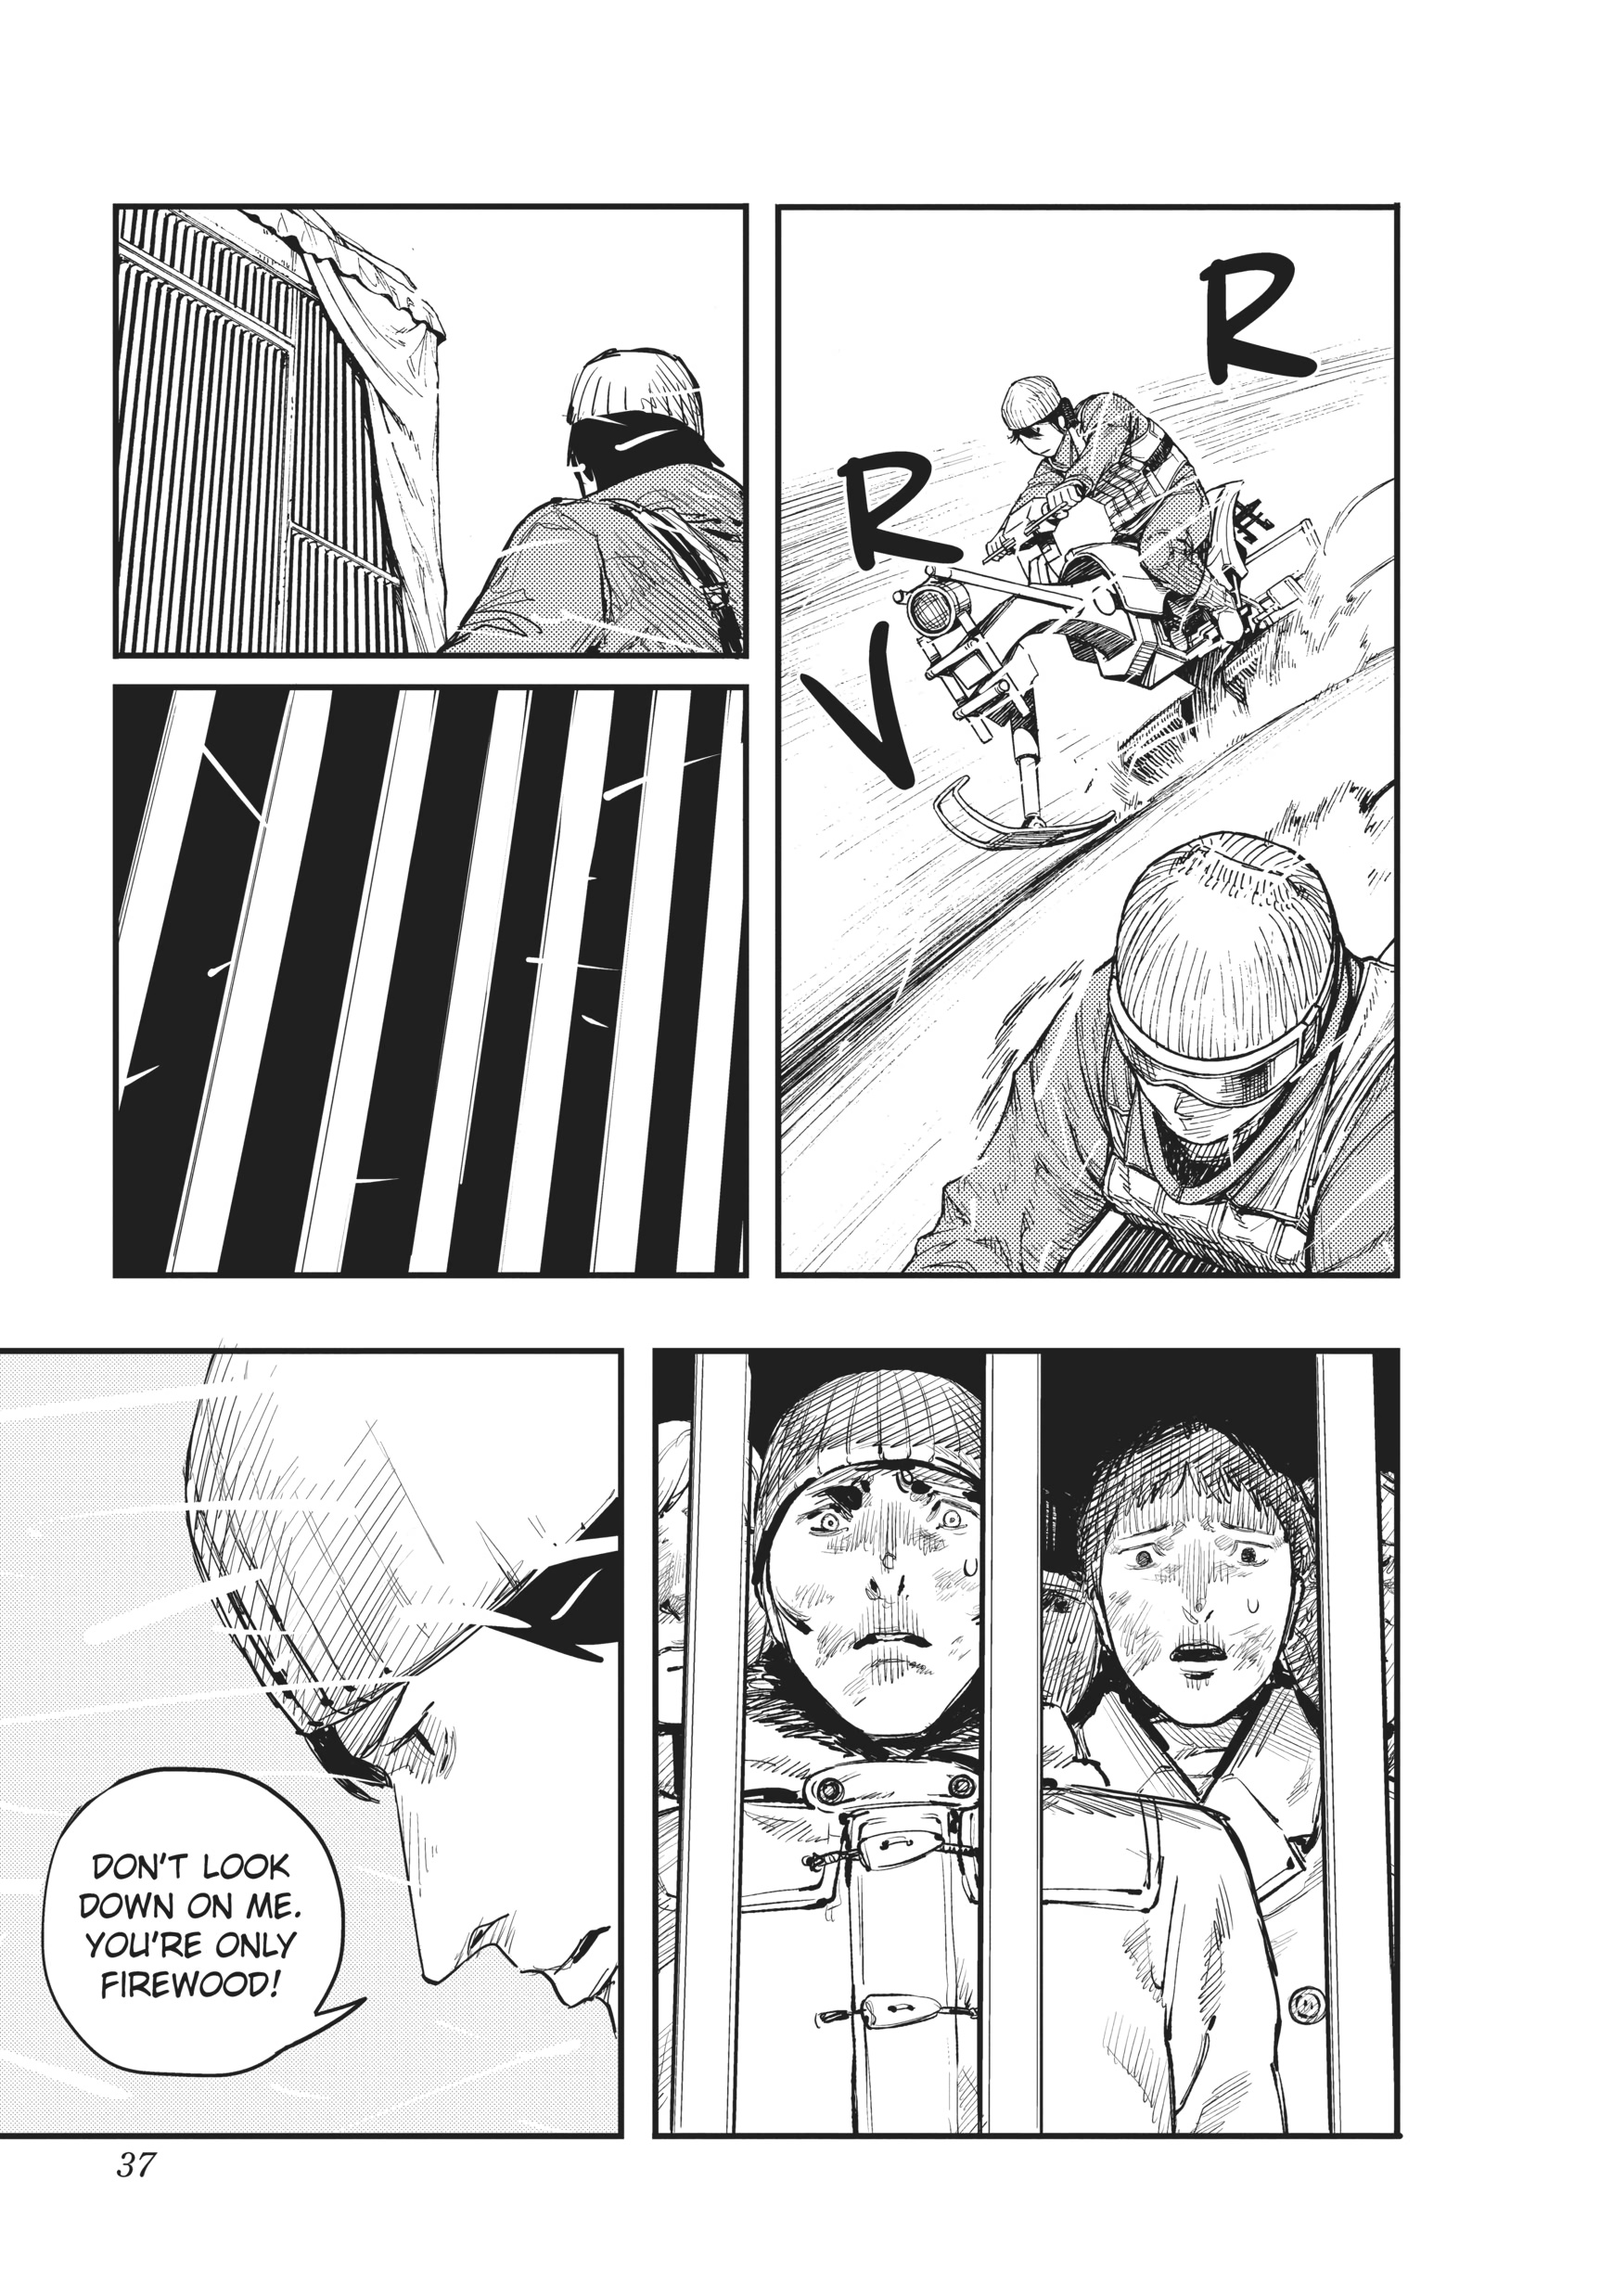 R
R
V
DON'T LOOK
DOWN ON ME.
YOU'RE ONLY
FIREWOOD!
37